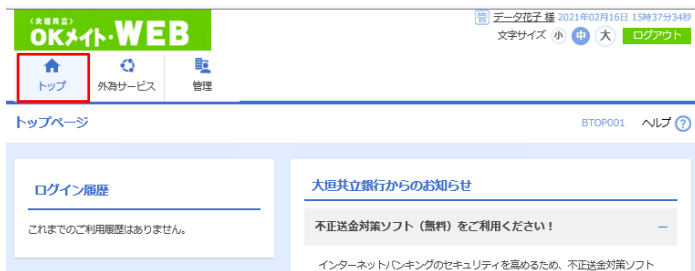 〈大垣共立〉
OKメイト・WEB
管 データ花子 様 2021年02月16日 15時37分34秒
文字サイズ 小 中 大 ログアウト
トップ 外為サービス 管理
トップページ
BTOP001 ヘルプ ?
ログイン履歴
これまでのご利用履歴はありません。
大垣共立銀行からのお知らせ
不正送金対策ソフト（無料）をご利用ください！
インターネットバンキングのセキュリティを高めるため、不正送金対策ソフト